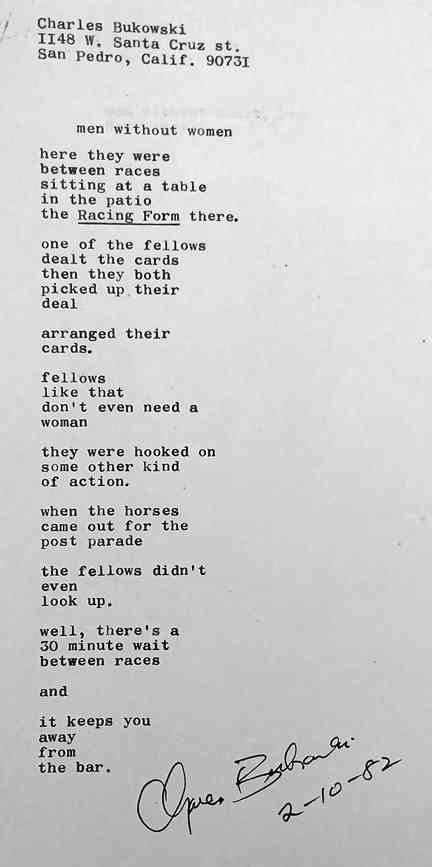 Charles Bukowski
II48 W. Santa Cruz st.
San Pedro, Calif. 9073I
men without women
here they were
between races
sitting at a table
in the patio
the Racing Form there.
one of the fellows
dealt the cards
then they both
picked up their
deal
arranged their
cards.
fellows
like that
don't even need a
woman
they were hooked on
some other kind
of action.
when the horses
came out for the
post parade
the fellows didn't
even
look up.
well, there's a
30 minute wait
between races
and
it keeps you
away
from
the bar.
Charles Bukowski
2-10-82